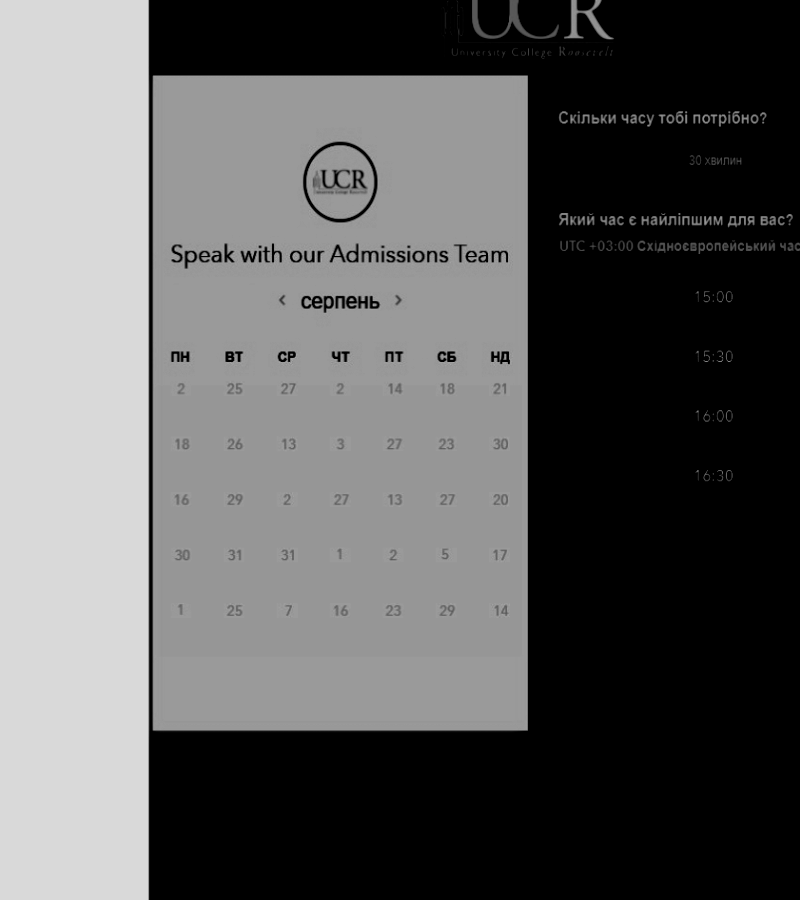 UCR
University College Roosevelt
UCR
University College Roosevelt
Speak with our Admissions Team
< серпень >
ПН ВТ СР ЧТ ПТ СБ НД
2 25 27 2 14 18 21
18 26 13 3 27 23 30
16 29 2 27 13 27 20
30 31 31 1 2 5 17
1 25 7 16 23 29 14
Скільки часу тобі потрібно?
30 хвилин
Який час є найліпшим для вас?
UTC +03:00 Східноєвропейський час
15:00
15:30
16:00
16:30